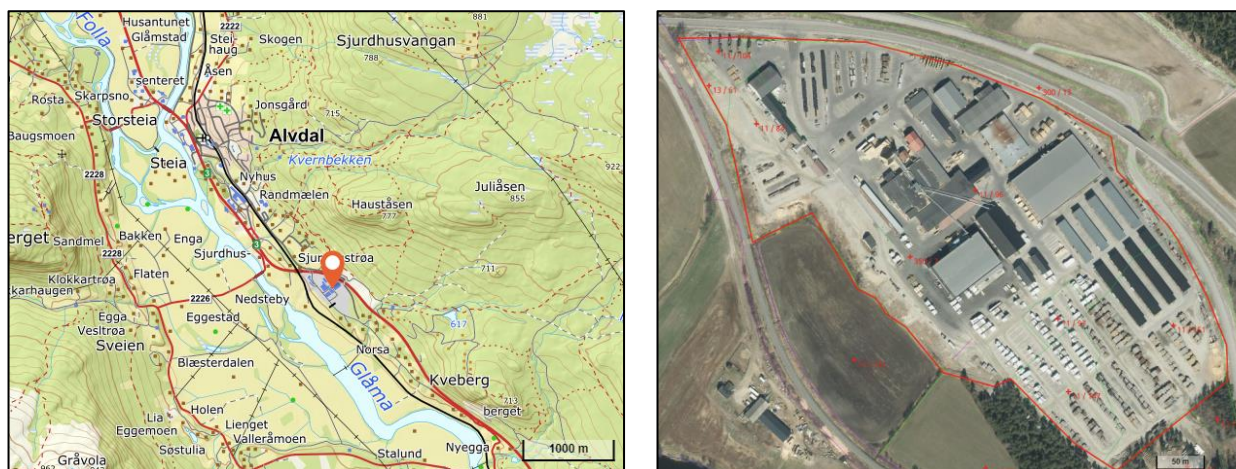 Folla
Husantunet
Glåmstad
2222
Stei-
haug
Skogen
881
Sjurdhusvangan
788
Åsen
senteret
Rosta
Skarpsno
Jonsgård
715
Storsteia
Baugsmoen
Alvdal
3
Kvernbekken
922
Steia
2228
Nyhus
Juliåsen
855
Randmælen
Hauståsen
777
erget
Sandmel
Bakken
Enga
3
Sjurdhus-
2228
Flaten
711
Klokkartrøa
karhaugen
2226
Nedsteby
617
Egga
Vesltrøa
Eggestad
Sveien
Norsa
Blæsterdalen
Glåma
Kveberg
713
berget
Holen
Lia
Eggemoen
Lienget
Valleråmoen
Søstulia
Nyegga
Stalund
Gråvola
1000 m
50 m